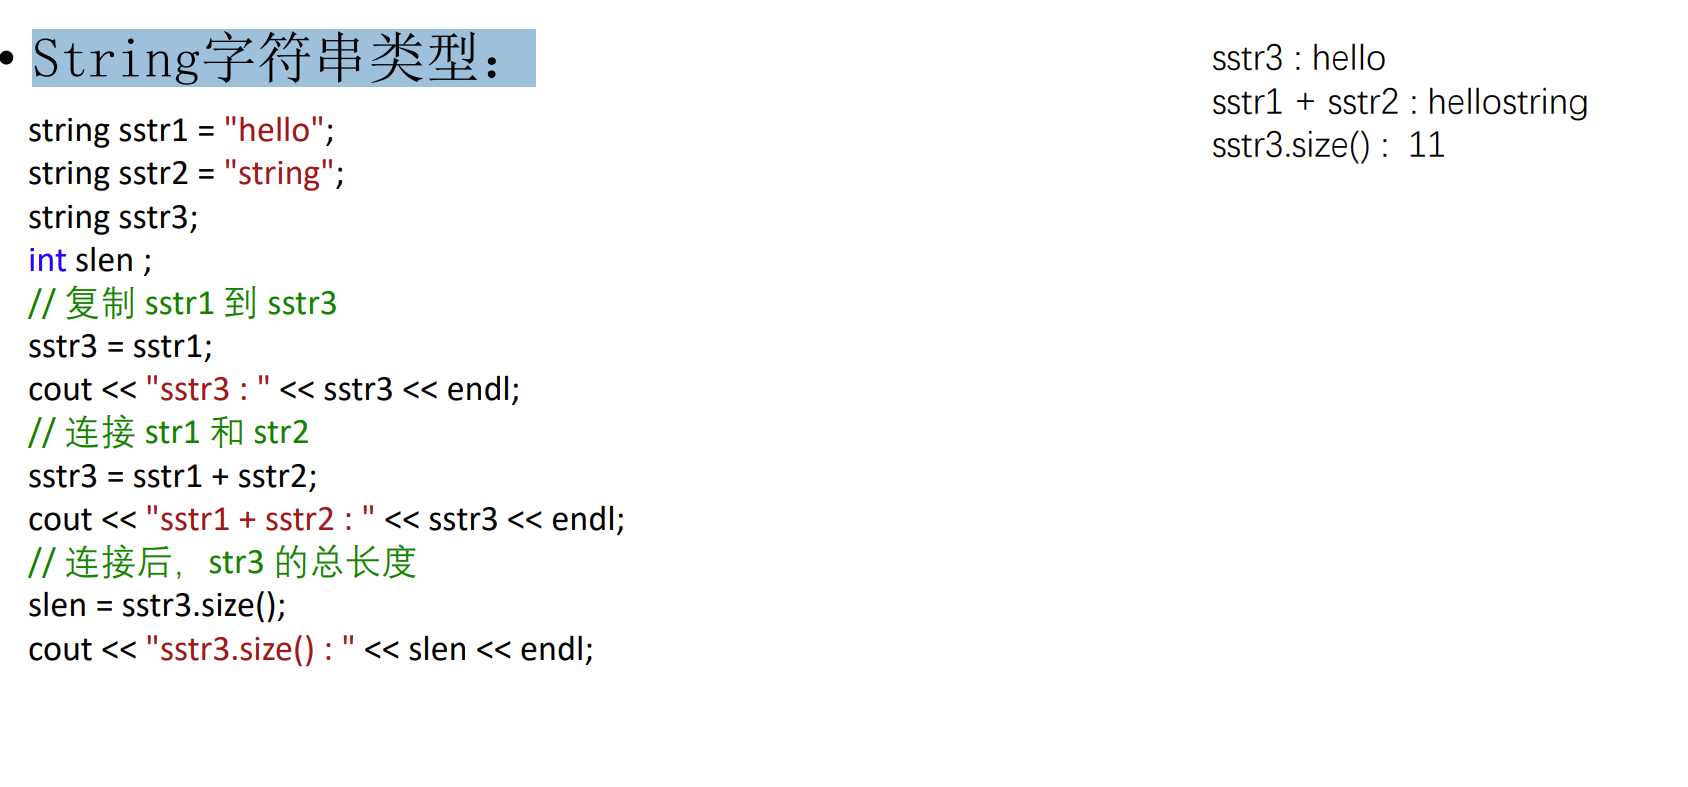 • String字符串类型：
string sstr1 = "hello";
string sstr2 = "string";
string sstr3;
int slen ;
// 复制 sstr1 到 sstr3
sstr3 = sstr1;
cout << "sstr3 : " << sstr3 << endl;
// 连接 str1 和 str2
sstr3 = sstr1 + sstr2;
cout << "sstr1 + sstr2 : " << sstr3 << endl;
// 连接后，str3 的总长度
slen = sstr3.size();
cout << "sstr3.size() : " << slen << endl;
sstr3 : hello
sstr1 + sstr2 : hellostring
sstr3.size() :  11